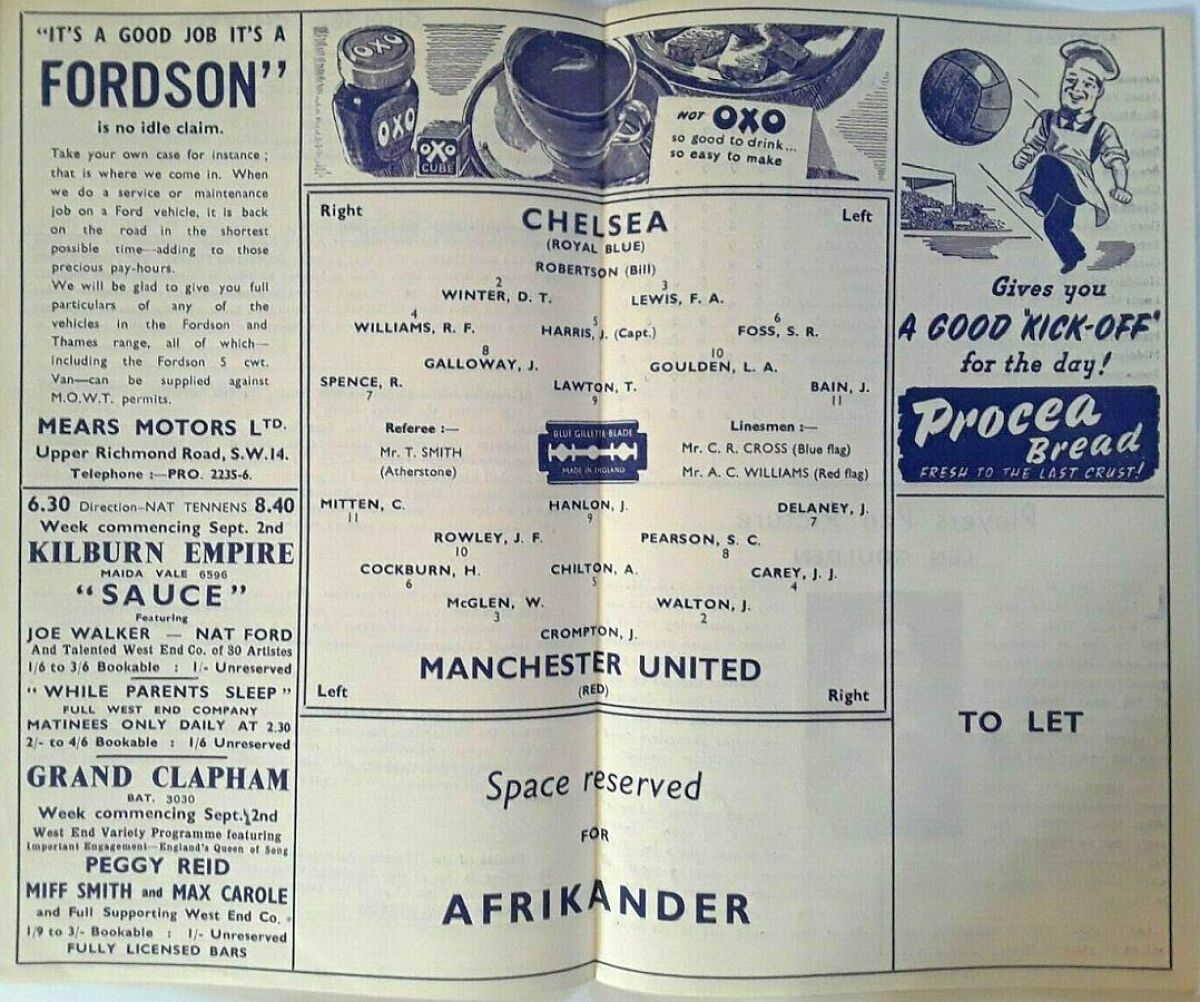 "IT'S A GOOD JOB IT'S A
FORDSON"
is no idle claim.
Take your own case for instance ;
that is where we come in. When
we do a service or maintenance
job on a Ford vehicle, it is back
on the road in the shortest
possible time—adding to those
precious pay-hours.
We will be glad to give you full
particulars of any of the
vehicles in the Fordson and
Thames range, all of which—
including the Fordson 5 cwt.
Van—can be supplied against
M.O.W.T. permits.
MEARS MOTORS LTD.
Upper Richmond Road, S.W.14.
Telephone :—PRO. 2235-6.
6.30 Direction—NAT TENNENS 8.40
Week commencing Sept. 2nd
KILBURN EMPIRE
MAIDA VALE 6596
"SAUCE"
Featuring
JOE WALKER — NAT FORD
And Talented West End Co. of 30 Artistes
1/6 to 3/6 Bookable : 1/- Unreserved
"WHILE PARENTS SLEEP"
FULL WEST END COMPANY
MATINEES ONLY DAILY AT 2.30
2/- to 4/6 Bookable : 1/6 Unreserved
GRAND CLAPHAM
BAT. 3030
Week commencing Sept. 2nd
West End Variety Programme featuring
Important Engagement—England's Queen of Song
PEGGY REID
MIFF SMITH and MAX CAROLE
and Full Supporting West End Co.
1/9 to 3/- Bookable : 1/- Unreserved
FULLY LICENSED BARS
OXO
OXO
OXO
CUBE
HOT OXO
so good to drink...
so easy to make
Right Left
CHELSEA
(ROYAL BLUE)
ROBERTSON (Bill)
2 3
WINTER, D. T. LEWIS, F. A.
4 5 6
WILLIAMS, R. F. HARRIS, J. (Capt.) FOSS, S. R.
8 10
GALLOWAY, J. GOULDEN, L. A.
SPENCE, R. LAWTON, T. BAIN, J.
7 9 11
Referee :— Linesmen :—
Mr. T. SMITH Mr. C. R. CROSS (Blue flag)
(Atherstone) Mr. A. C. WILLIAMS (Red flag)
BLUE GILLETTE BLADE
MADE IN ENGLAND
MITTEN, C. HANLON, J. DELANEY, J.
11 9 7
ROWLEY, J. F. PEARSON, S. C.
10 8
COCKBURN, H. CHILTON, A. CAREY, J. J.
6 5 4
McGLEN, W. WALTON, J.
3 2
CROMPTON, J.
MANCHESTER UNITED
(RED)
Left Right
Space reserved
FOR
AFRIKANDER
Gives you
A GOOD "KICK-OFF"
for the day!
Procea
Bread
FRESH TO THE LAST CRUST!
TO LET